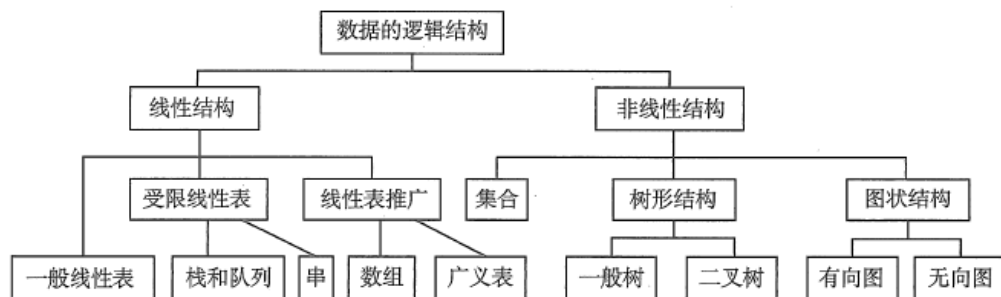 数据的逻辑结构
线性结构
非线性结构
受限线性表
线性表推广
集合
树形结构
图状结构
一般线性表
栈和队列
串
数组
广义表
一般树
二叉树
有向图
无向图